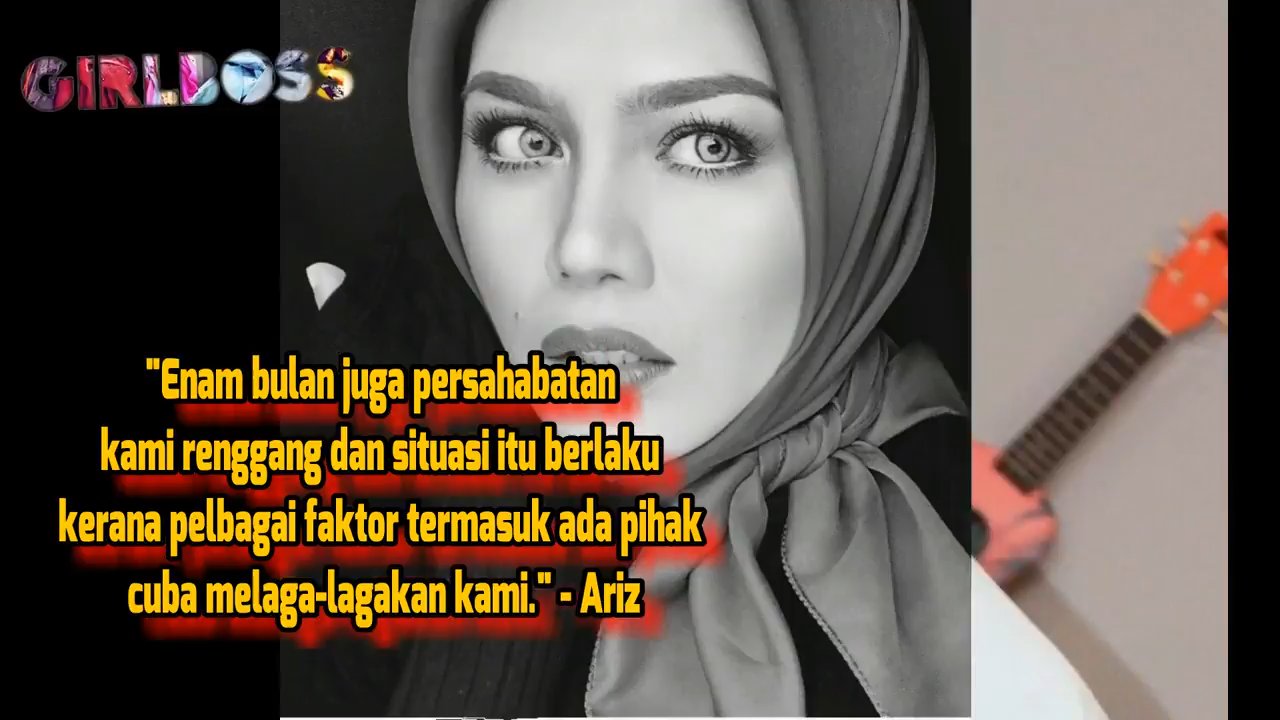 GIRLBOSS
"Enam bulan juga persahabatan
kami renggang dan situasi itu berlaku
kerana pelbagai faktor termasuk ada pihak
cuba melaga-lagakan kami." - Ariz